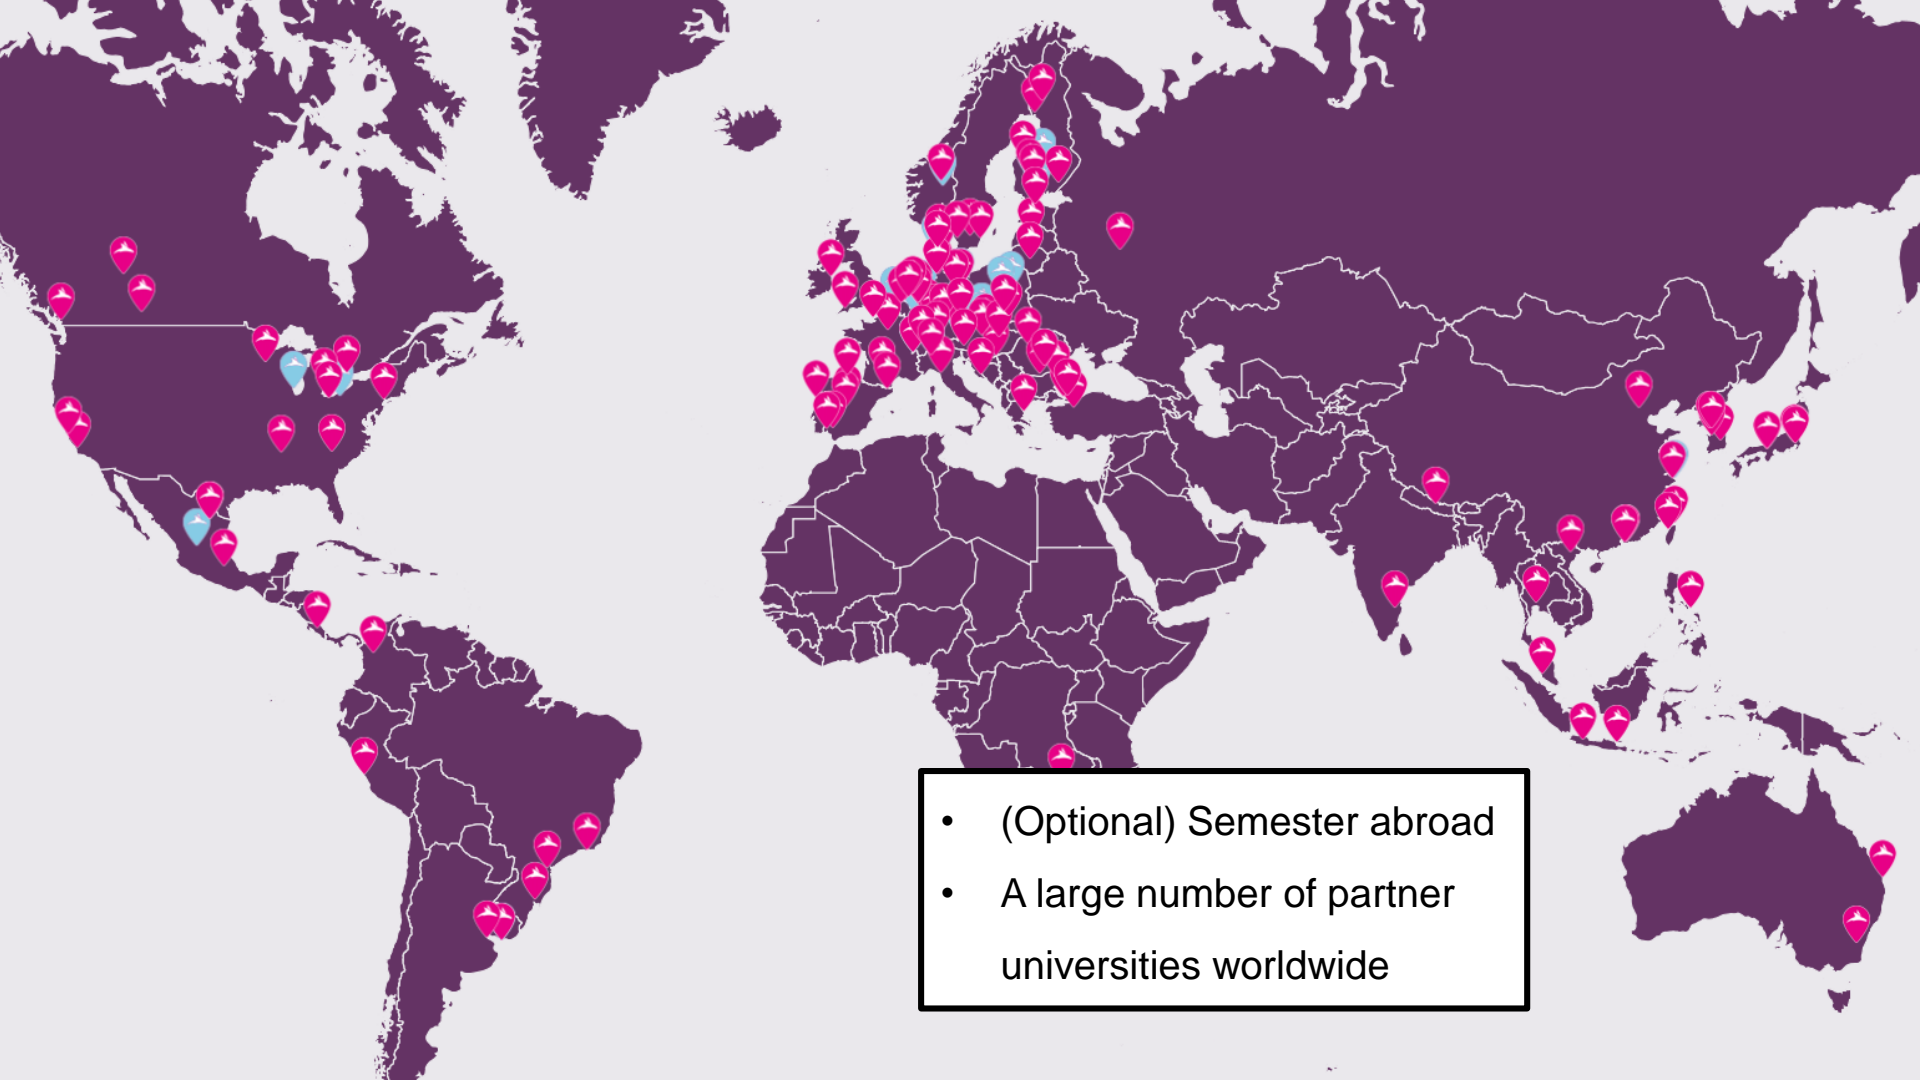 • (Optional) Semester abroad
• A large number of partner
universities worldwide